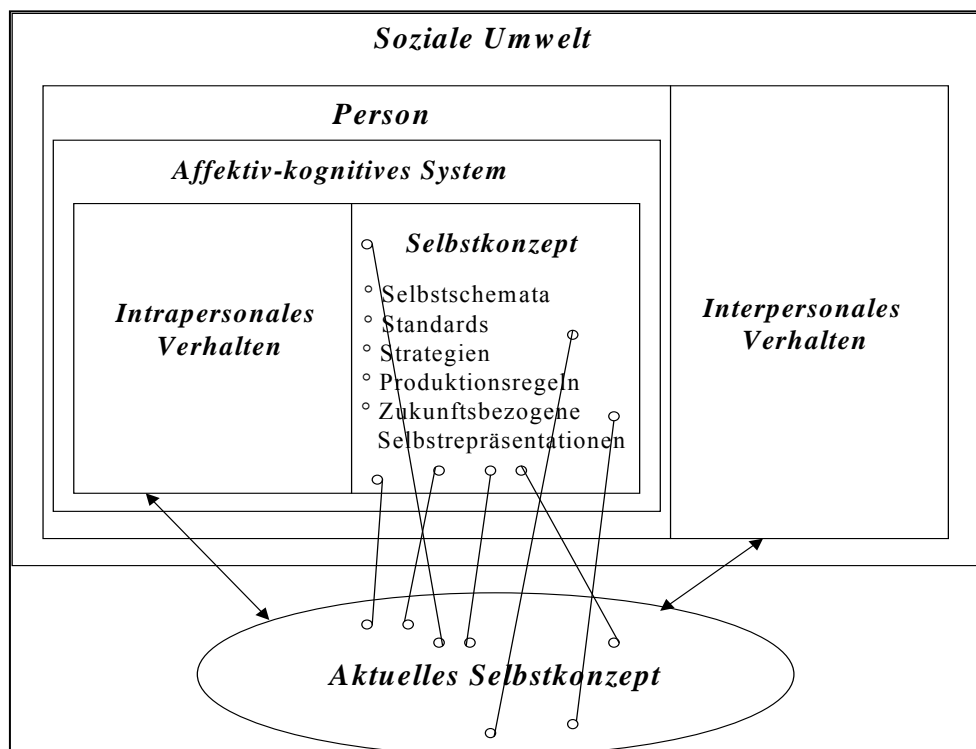 Soziale Umwelt
Person
Affektiv-kognitives System
Intrapersonales
Verhalten
Selbstkonzept
° Selbstschemata
° Standards
° Strategien
° Produktionsregeln
° Zukunftsbezogene
Selbstrepräsentationen
Interpersonales
Verhalten
Aktuelles Selbstkonzept